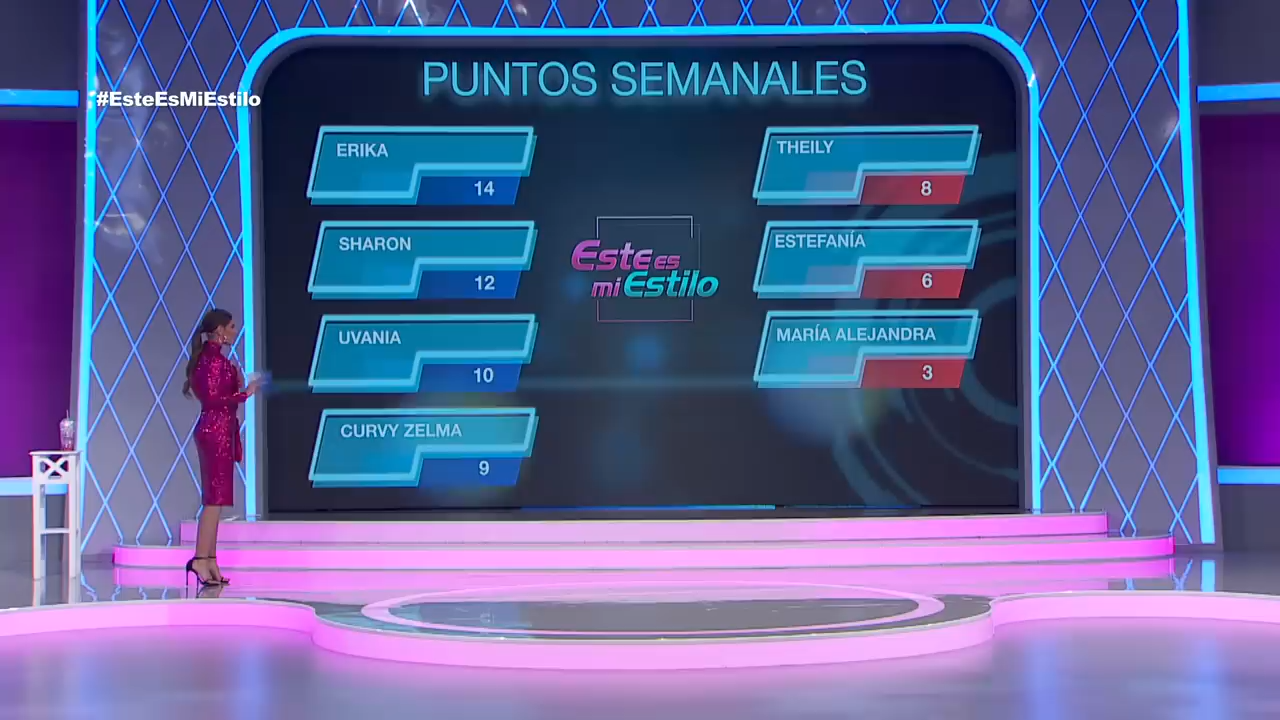 #EsteEsMiEstilo
PUNTOS SEMANALES
ERIKA
14
SHARON
12
UVANIA
10
CURVY ZELMA
9
Este es
mi Estilo
THEILY
8
ESTEFANÍA
6
MARÍA ALEJANDRA
3